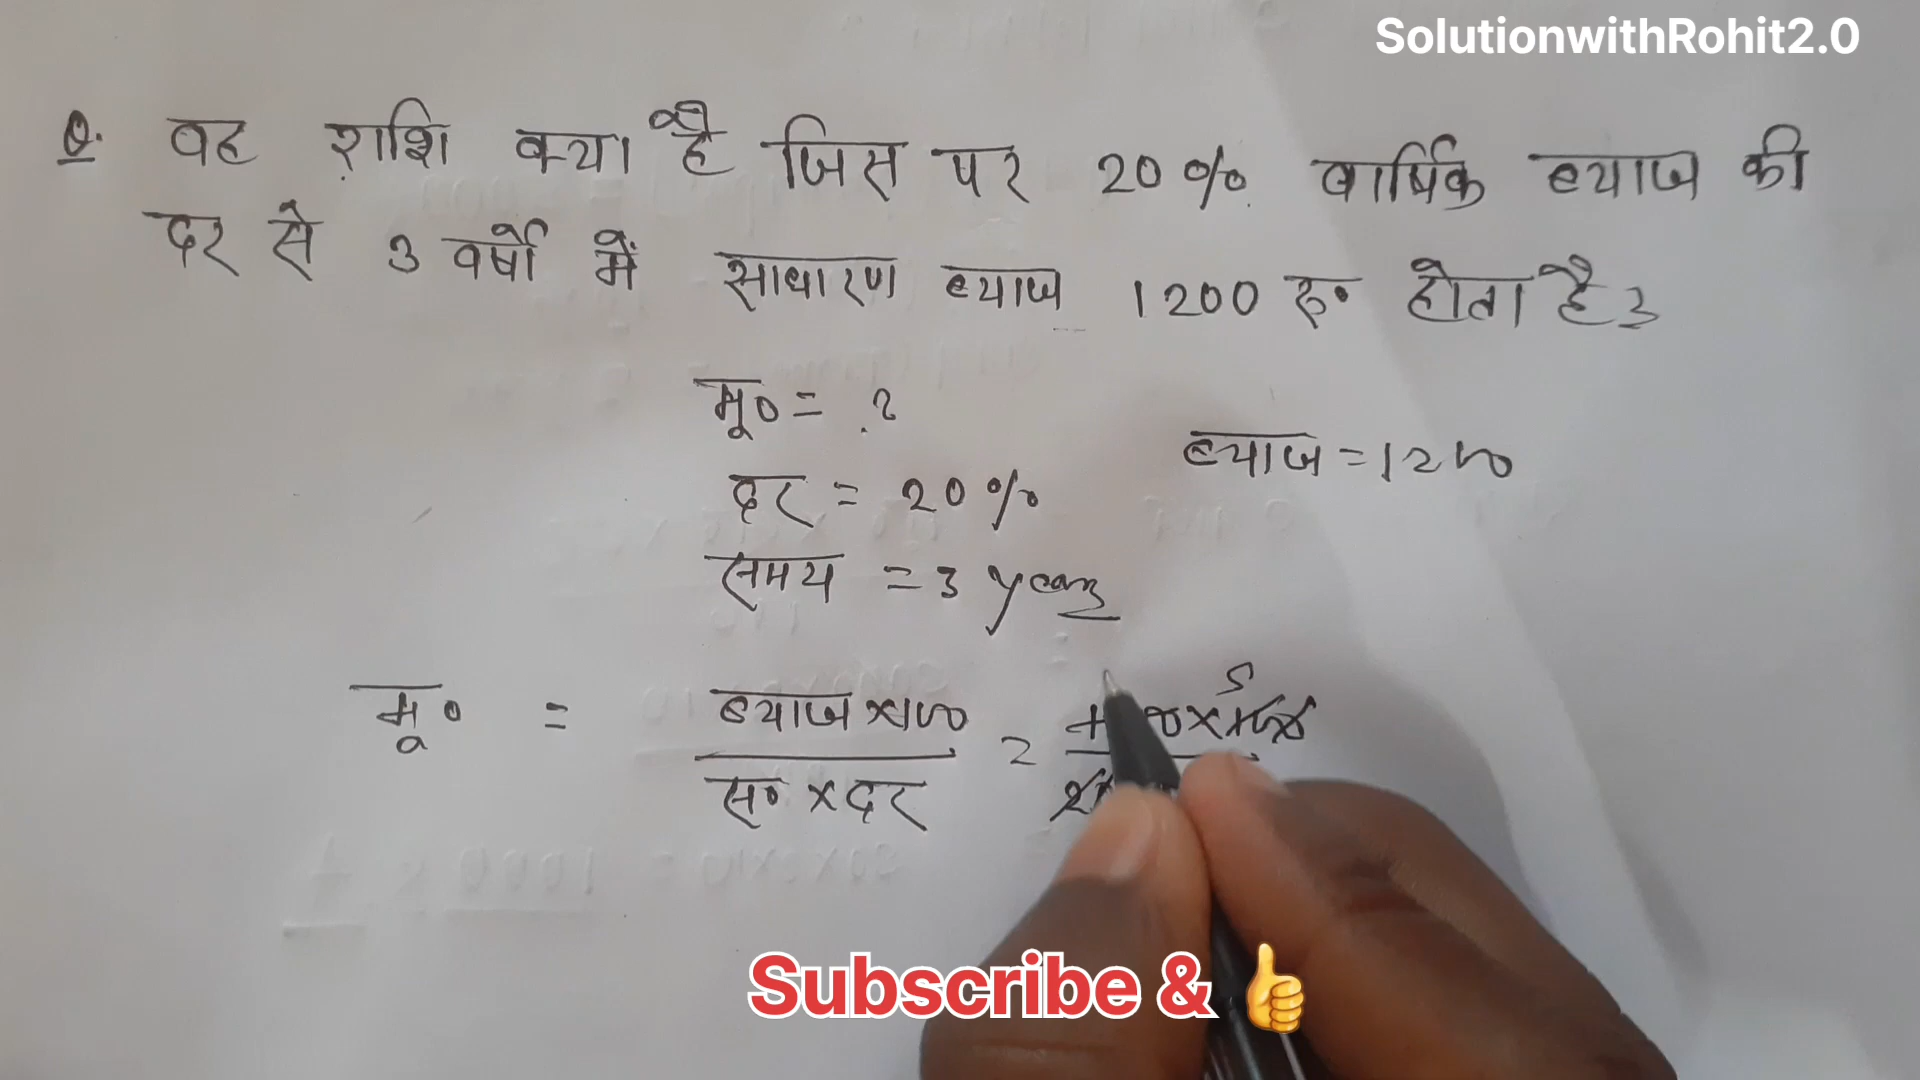 SolutionwithRohit2.0
Q. वह राशि क्या है जिस पर 20% वार्षिक ब्याज की
दर से 3 वर्षों में साधारण ब्याज 1200 रु० होता है?
मू० = ?
ब्याज = 1200
दर = 20%
समय = 3 years
मू० = ब्याज × 100 =
स० × दर
5
Subscribe & 👍